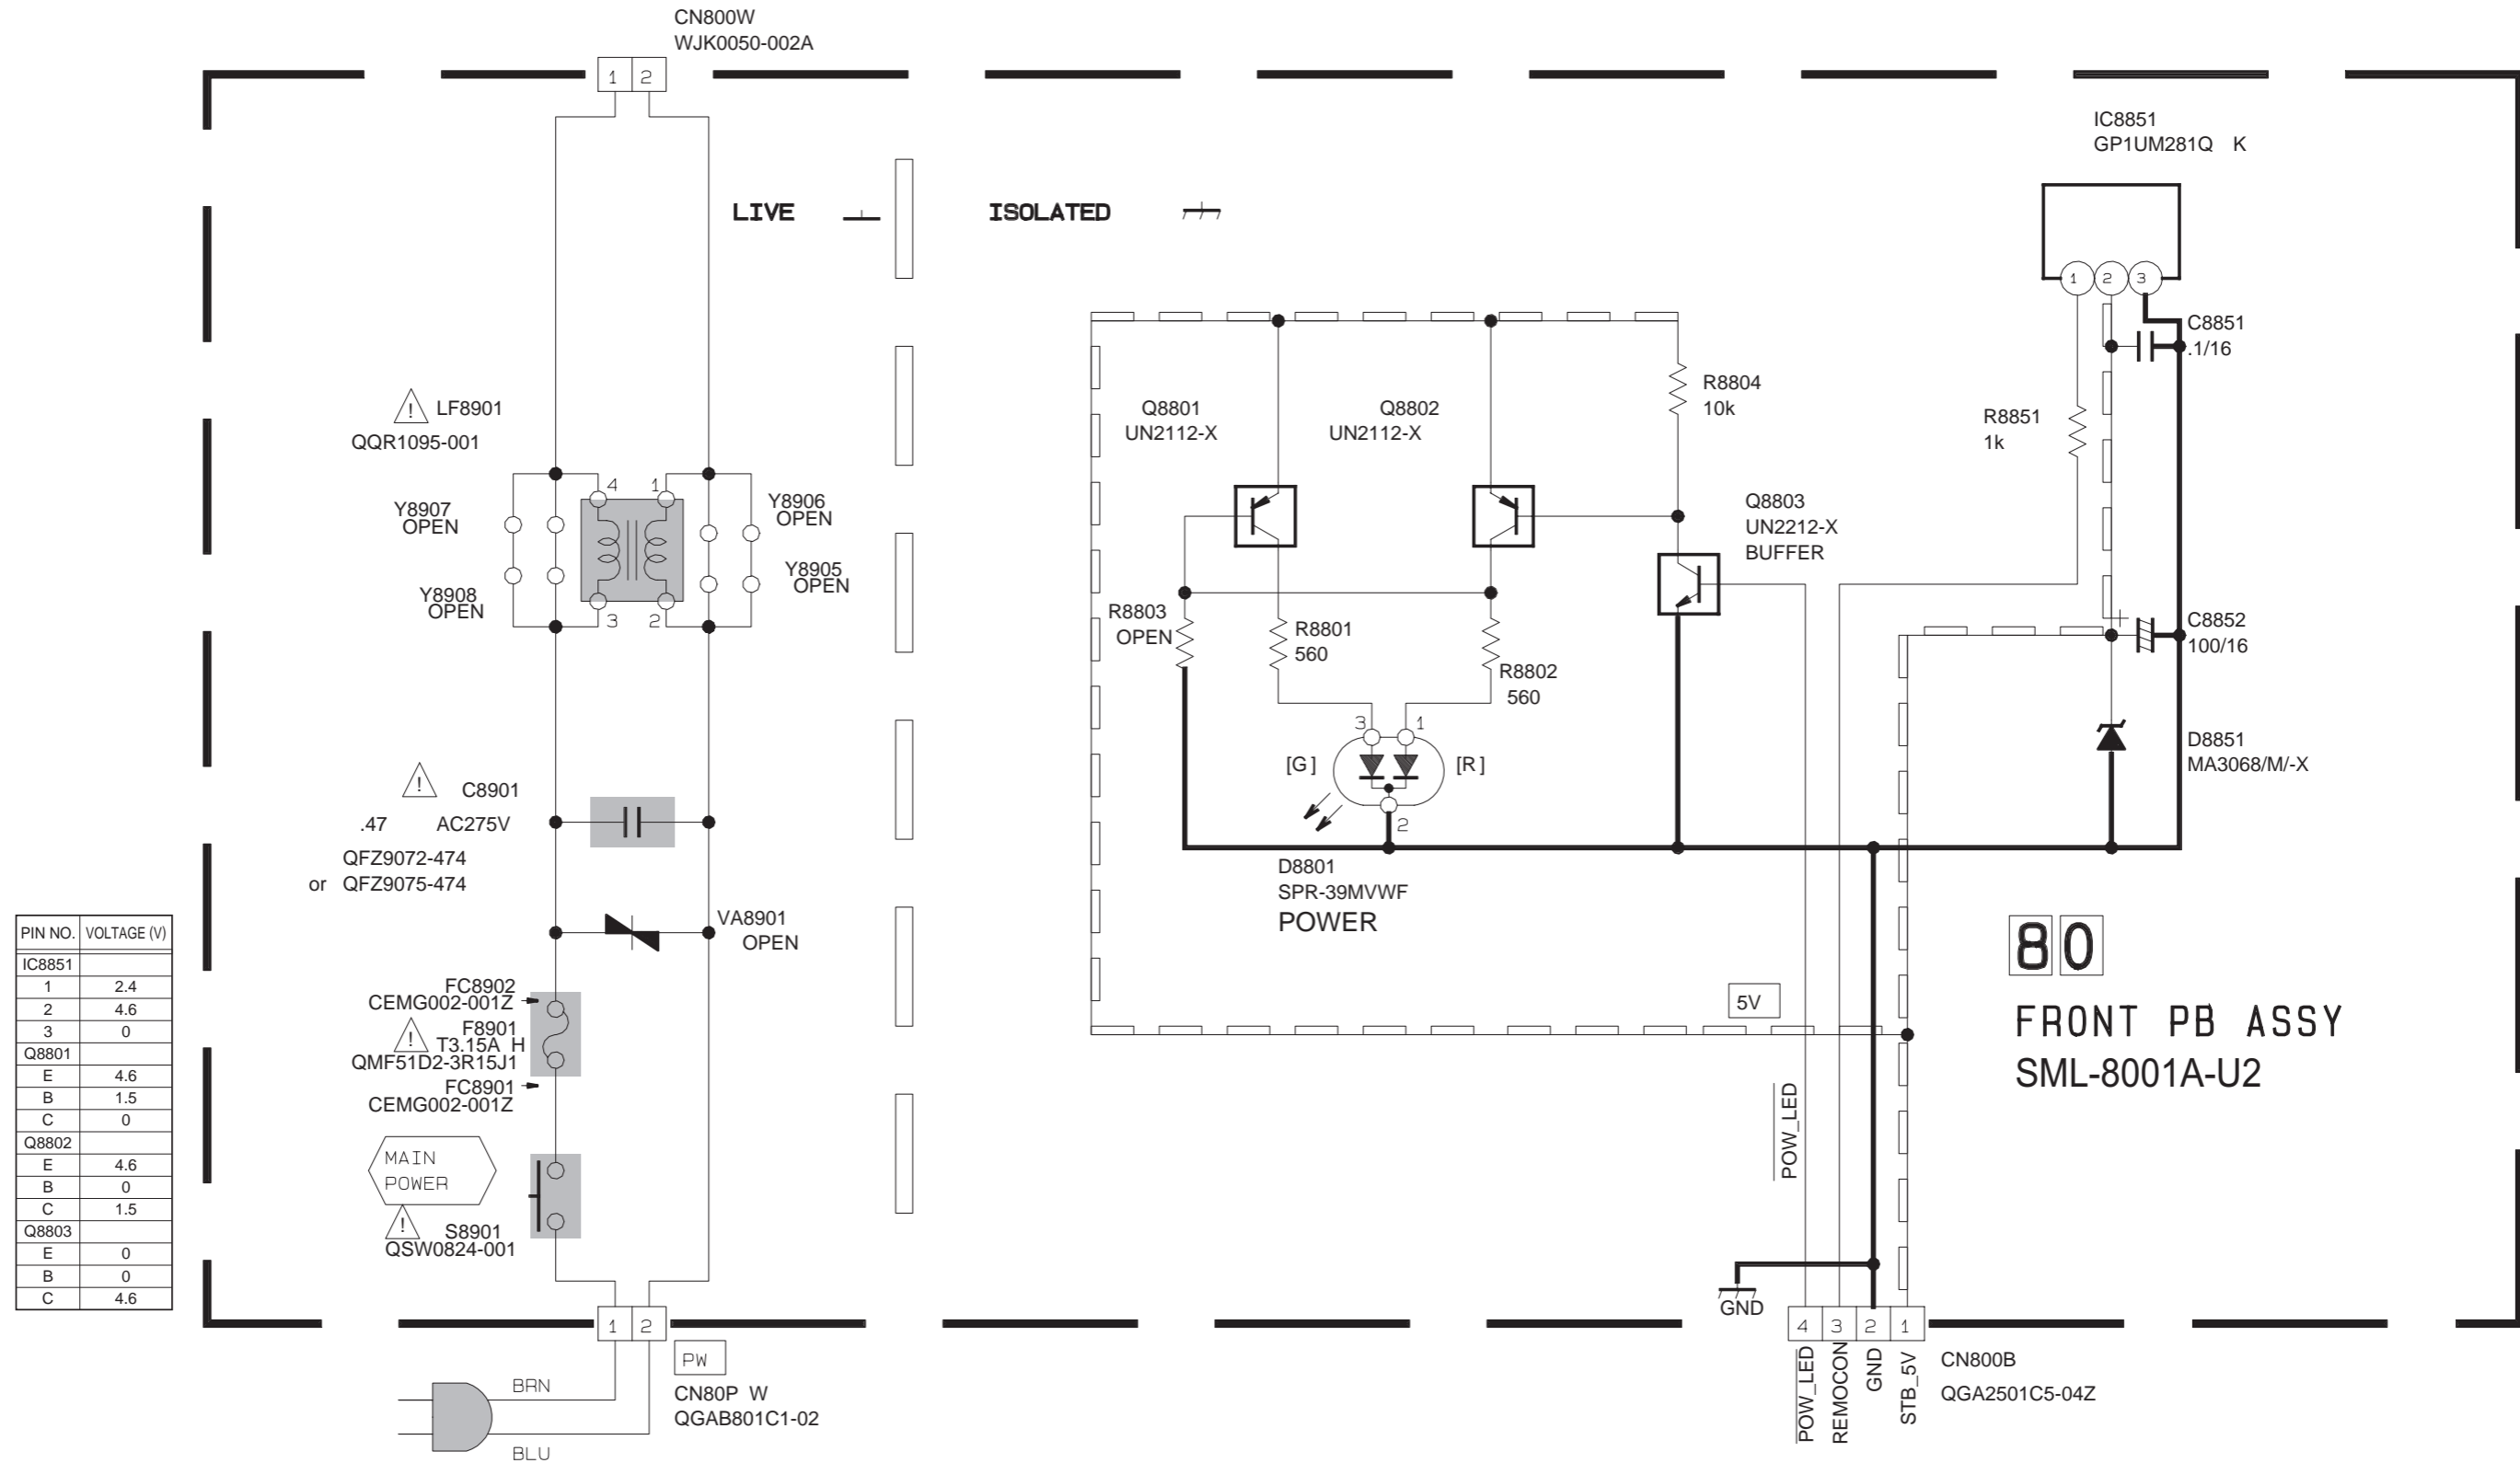 CN800W
WJK0050-002A
1 2
IC8851
GP1UM281Q K
LIVE
ISOLATED
1 2 3
C8851
.1/16
LF8901
QQR1095-001
!
Q8801
UN2112-X
Q8802
UN2112-X
R8804
10k
R8851
1k
4 1
Y8907
OPEN
Y8906
OPEN
Q8803
UN2212-X
BUFFER
Y8908
OPEN
Y8905
OPEN
3 2
R8803
OPEN
R8801
560
R8802
560
+
C8852
100/16
3 1
[G]
[R]
2
D8851
MA3068/M/-X
!
C8901
.47 AC275V
QFZ9072-474
or QFZ9075-474
D8801
SPR-39MVWF
POWER
VA8901
OPEN
80
FRONT PB ASSY
SML-8001A-U2
5V
PIN NO. VOLTAGE (V)
IC8851
1 2.4
2 4.6
3 0
Q8801
E 4.6
B 1.5
C 0
Q8802
E 4.6
B 0
C 1.5
Q8803
E 0
B 0
C 4.6
FC8902
CEMG002-001Z
F8901
! T3.15A H
QMF51D2-3R15J1
FC8901
CEMG002-001Z
MAIN
POWER
!
S8901
QSW0824-001
POW_LED
GND
1 2
4 3 2 1
PW
CN80P W
QGAB801C1-02
BRN
BLU
POW_LED
REMOCON
GND
STB_5V
CN800B
QGA2501C5-04Z